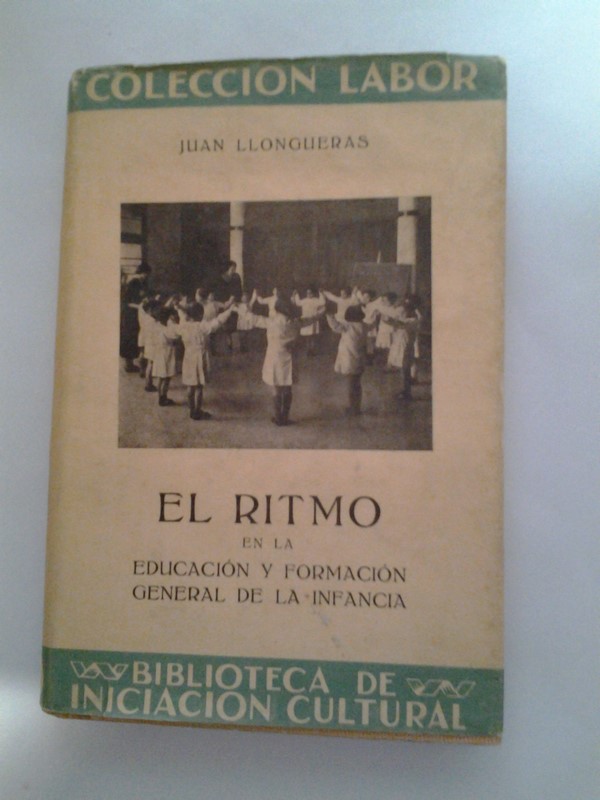 COLECCION LABOR
JUAN LLONGUERAS
EL RITMO
EN LA
EDUCACIÓN Y FORMACIÓN
GENERAL DE LA INFANCIA
BIBLIOTECA DE
INICIACION CULTURAL